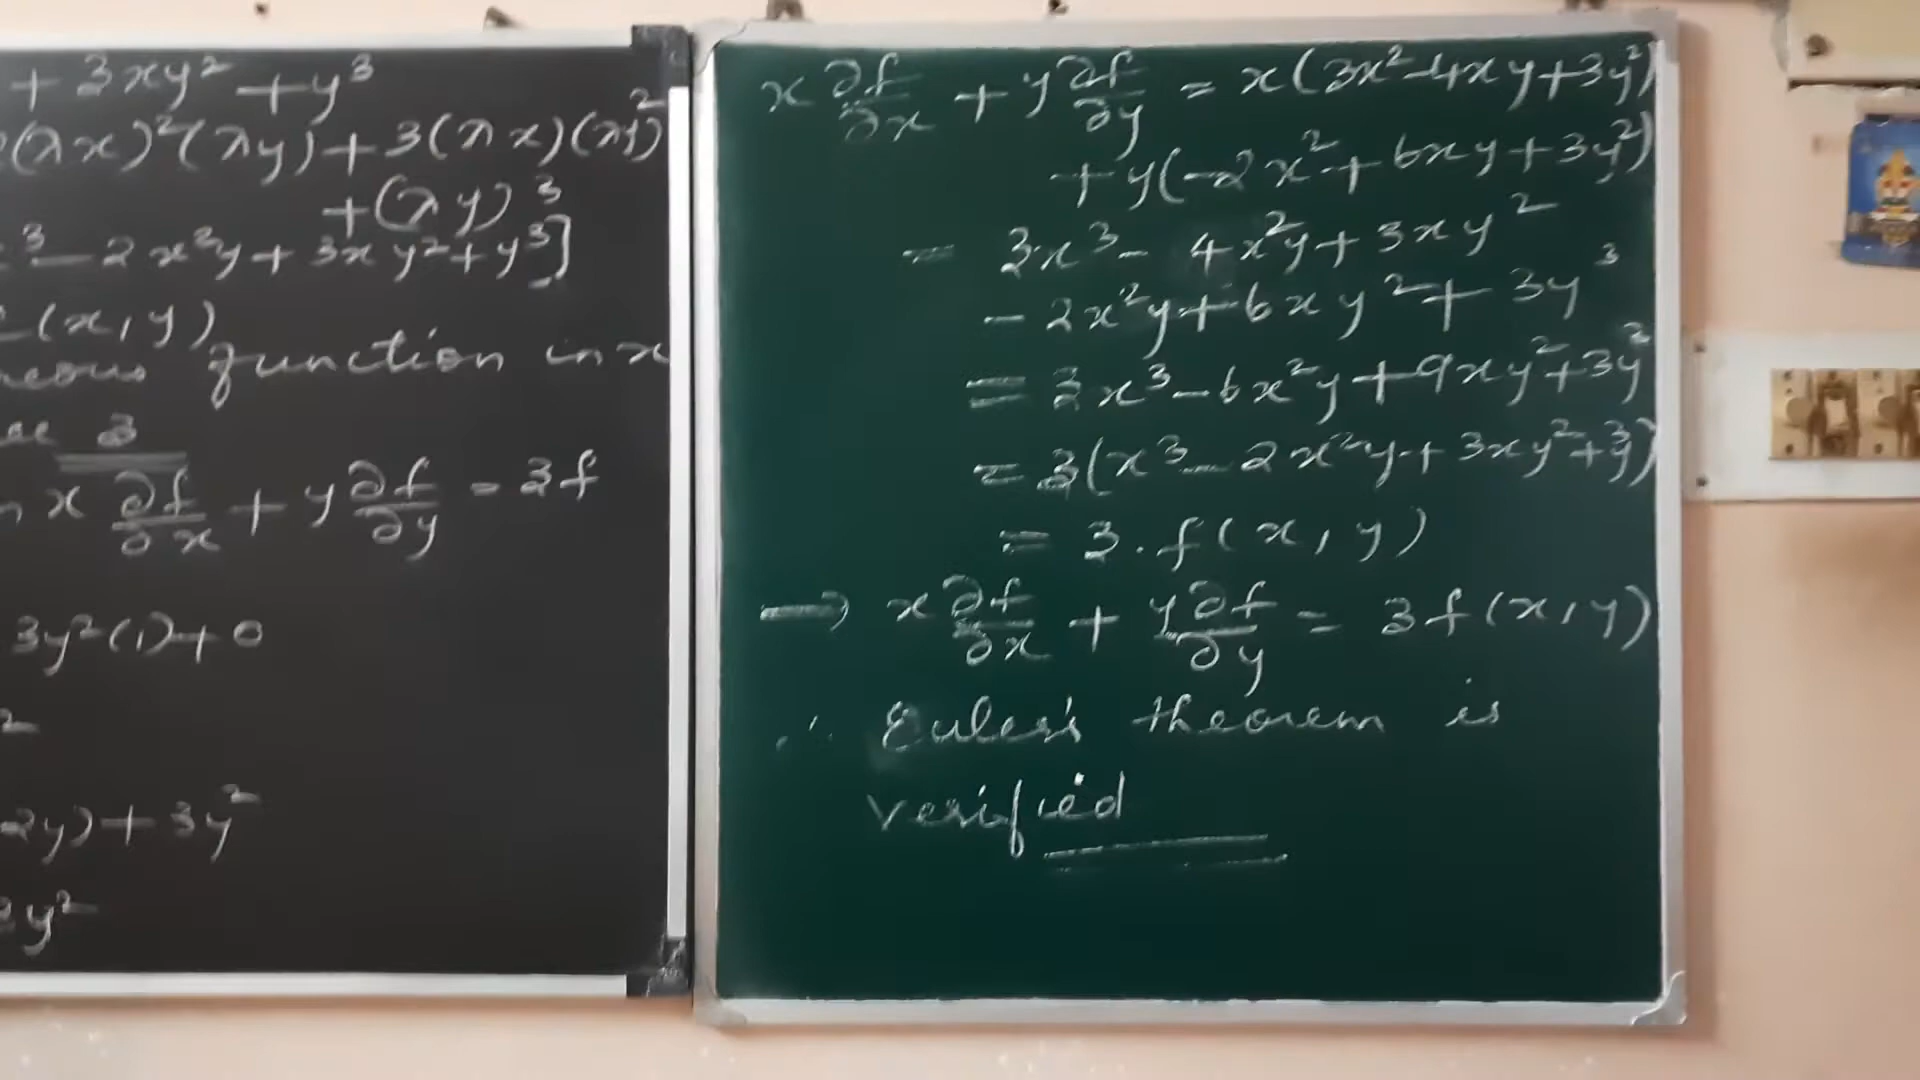 + 3xy² + y³
(λx)²(λy) + 3(λx)(λy)²
+ (λy)³
³ - 2x²y + 3xy² + y³]
(x, y)
function in x
3
x ∂f/∂x + y ∂f/∂y = 3f
3y²(1) + 0
2y) + 3y²
y²
x ∂f/∂x + y ∂f/∂y = x(3x² - 4xy + 3y²)
+ y(-2x² + 6xy + 3y²)
= 3x³ - 4x²y + 3xy²
- 2x²y + 6xy² + 3y³
= 3x³ - 6x²y + 9xy² + 3y³
= 3(x³ - 2x²y + 3xy² + y³)
= 3.f(x, y)
⟹ x ∂f/∂x + y ∂f/∂y = 3f(x, y)
∴ Euler's theorem is
verified